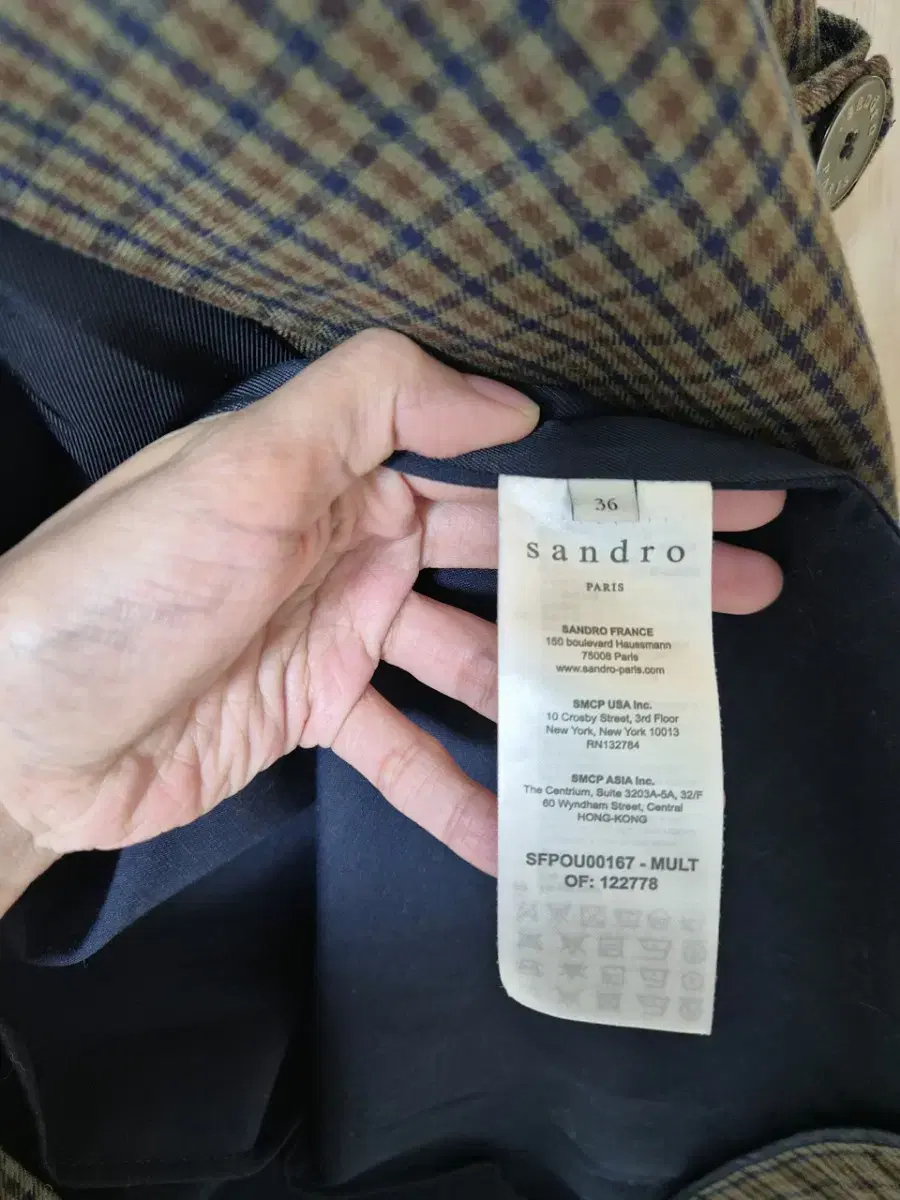 36
sandro
PARIS
SANDRO FRANCE
150 boulevard Haussmann
75008 Paris
www.sandro-paris.com
SMCP USA Inc.
10 Crosby Street, 3rd Floor
New York, New York 10013
RN132784
SMCP ASIA Inc.
The Centrium, Suite 3203A-5A, 32/F
60 Wyndham Street, Central
HONG-KONG
SFPOU00167 - MULT
OF: 122778